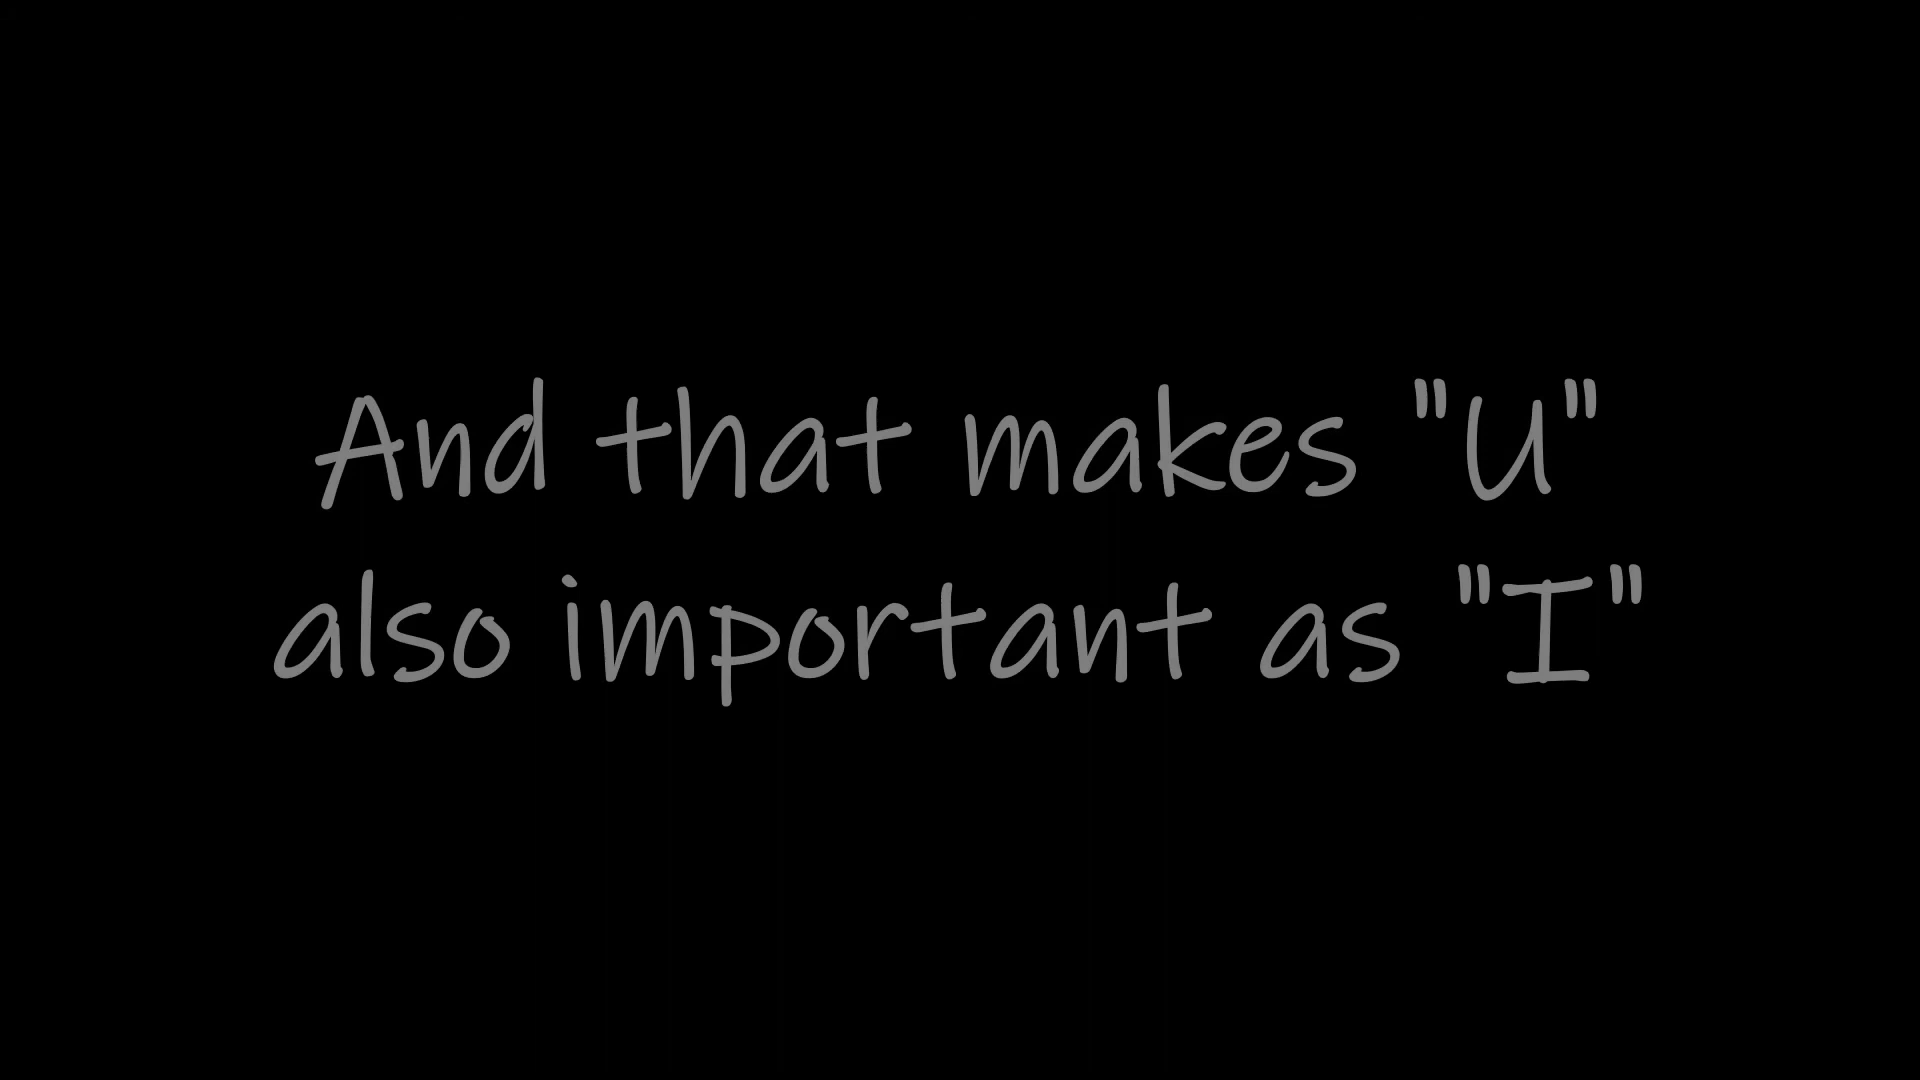 And that makes "U"
also important as "I"